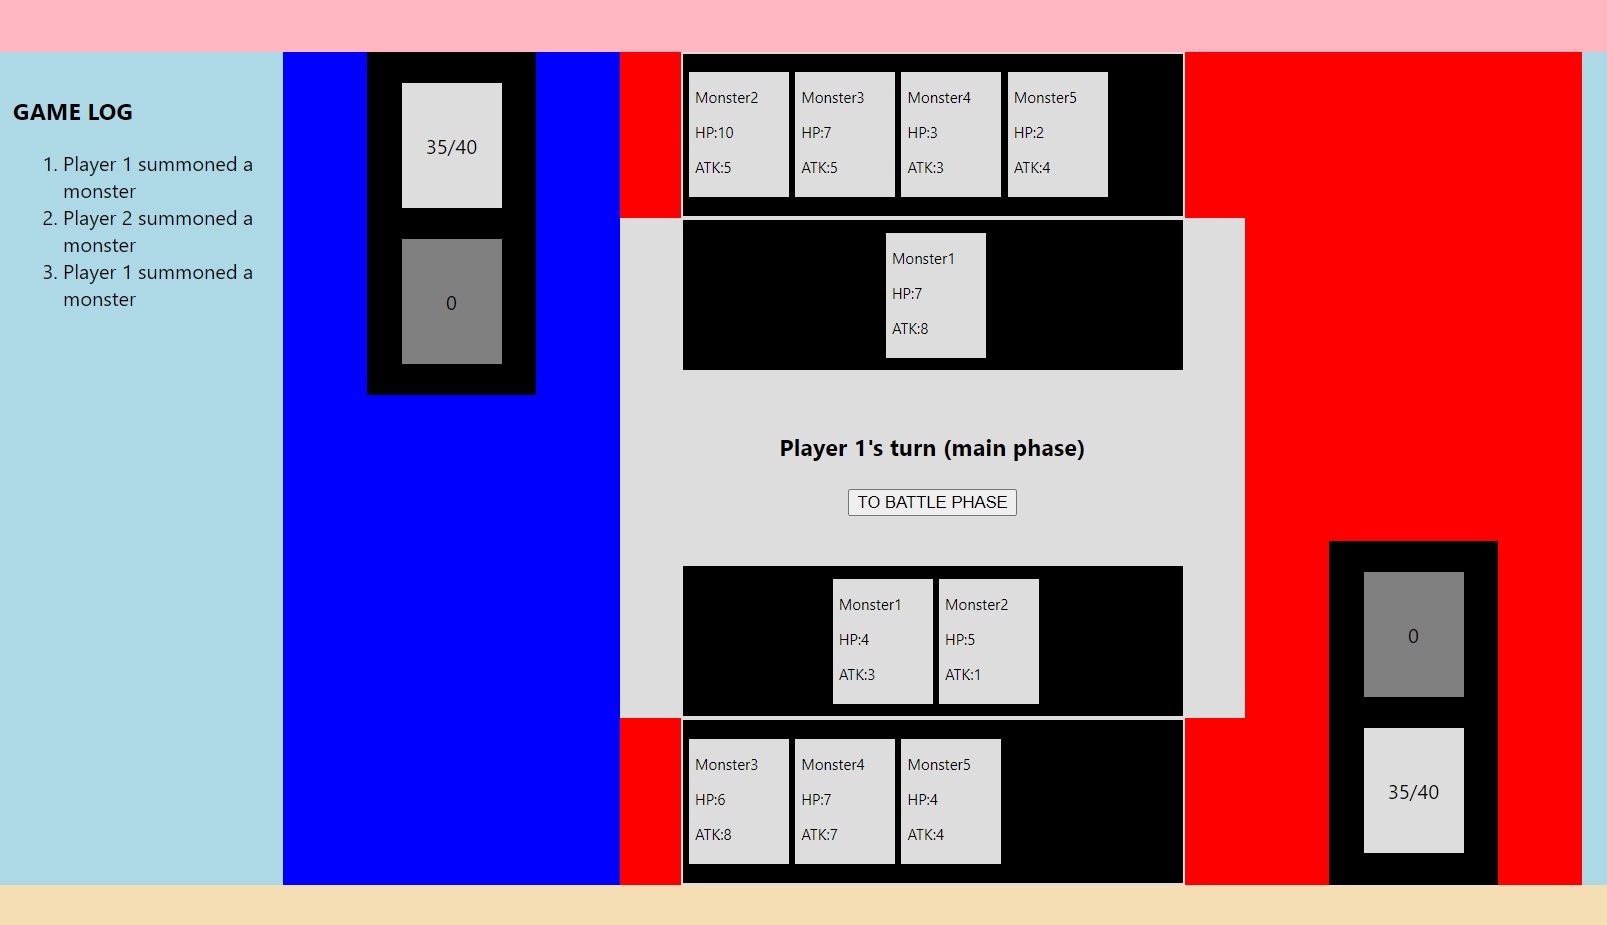 GAME LOG
1. Player 1 summoned a
monster
2. Player 2 summoned a
monster
3. Player 1 summoned a
monster
35/40
0
Monster2
HP:10
ATK:5
Monster3
HP:7
ATK:5
Monster4
HP:3
ATK:3
Monster5
HP:2
ATK:4
Monster1
HP:7
ATK:8
Player 1's turn (main phase)
TO BATTLE PHASE
Monster1
HP:4
ATK:3
Monster2
HP:5
ATK:1
Monster3
HP:6
ATK:8
Monster4
HP:7
ATK:7
Monster5
HP:4
ATK:4
0
35/40